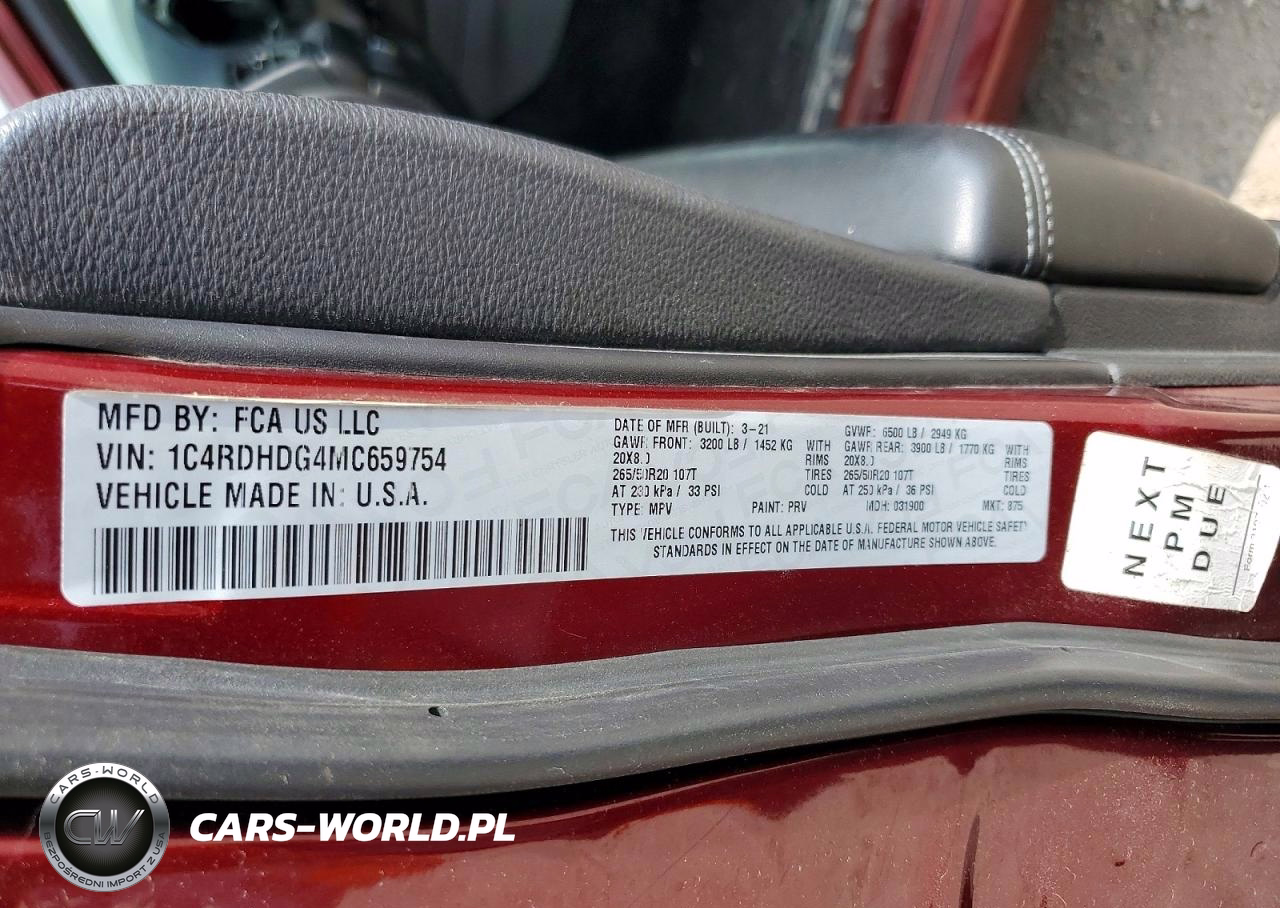 MFD BY: FCA US LLC
VIN: 1C4RDHDG4MC659754
VEHICLE MADE IN: U.S.A.
DATE OF MFR (BUILT): 3-21
GAWR FRONT: 3200 LB / 1452 KG WITH
20X8.0 RIMS
265/50R20 107T TIRES
AT 230 kPa / 33 PSI COLD
TYPE: MPV PAINT: PRV
GVWR: 6500 LB / 2949 KG
GAWR REAR: 3900 LB / 1770 KG WITH
20X8.0 RIMS
265/50R20 107T TIRES
AT 250 kPa / 36 PSI COLD
MDH: 031900 MKT: 875
THIS VEHICLE CONFORMS TO ALL APPLICABLE U.S.A. FEDERAL MOTOR VEHICLE SAFETY
STANDARDS IN EFFECT ON THE DATE OF MANUFACTURE SHOWN ABOVE.
NEXT
PM
DUE
CARS-WORLD
CW
BEZPOŚREDNI IMPORT Z USA
CARS-WORLD.PL